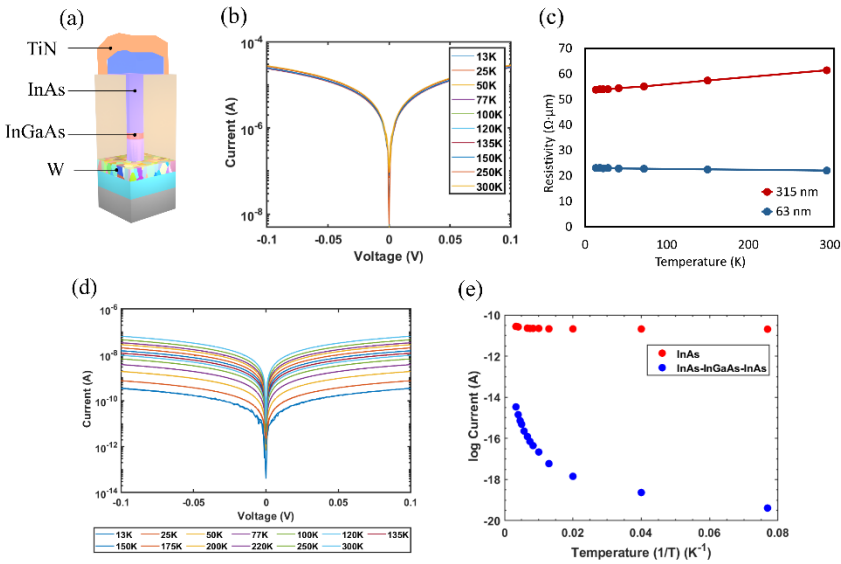 (a)
TiN
InAs
InGaAs
W
(b)
10^-4
10^-6
10^-8
Current (A)
-0.1 -0.05 0 0.05 0.1
Voltage (V)
13K
25K
50K
77K
100K
120K
135K
150K
250K
300K
(c)
70
60
50
40
30
20
10
0
Resistivity (Ω·μm)
0 100 200 300
Temperature (K)
315 nm
63 nm
(d)
10^-6
10^-8
10^-10
10^-12
10^-14
Current (A)
-0.1 -0.05 0 0.05 0.1
Voltage (V)
13K 25K 50K 77K 100K 120K 135K
150K 175K 200K 220K 250K 300K
(e)
-10
-12
-14
-16
-18
-20
log Current (A)
0 0.02 0.04 0.06 0.08
Temperature (1/T) (K^-1)
InAs
InAs-InGaAs-InAs